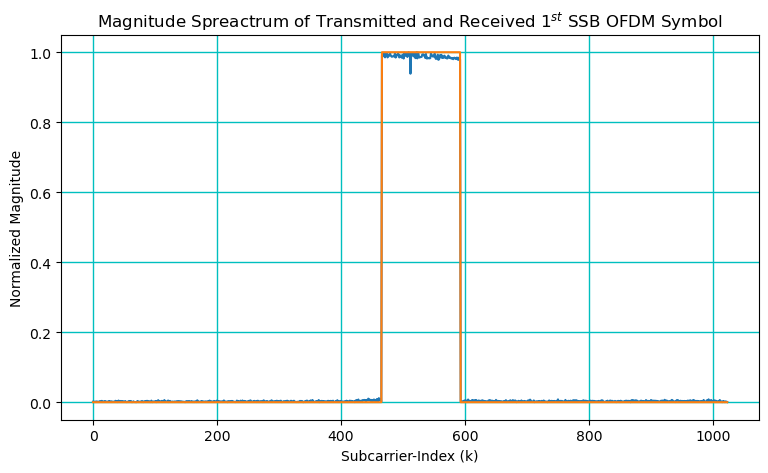 Magnitude Spreactrum of Transmitted and Received 1st SSB OFDM Symbol
1.0
0.8
0.6
0.4
0.2
0.0
Normalized Magnitude
0 200 400 600 800 1000
Subcarrier-Index (k)